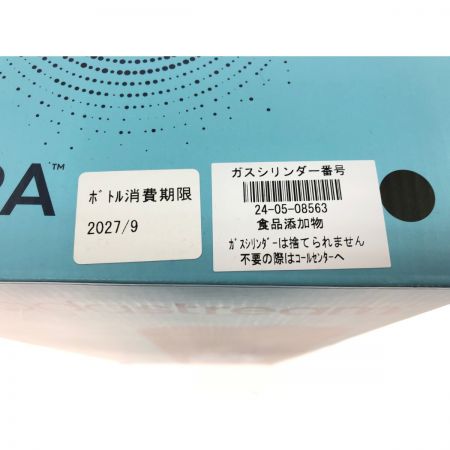 RA™
ﾎﾞﾄﾙ消費期限
2027/9
ガスシリンダー番号
24-05-08563
食品添加物
ｶﾞｽｼﾘﾝﾀﾞｰは捨てられません
不要の際はｺｰﾙｾﾝﾀｰへ